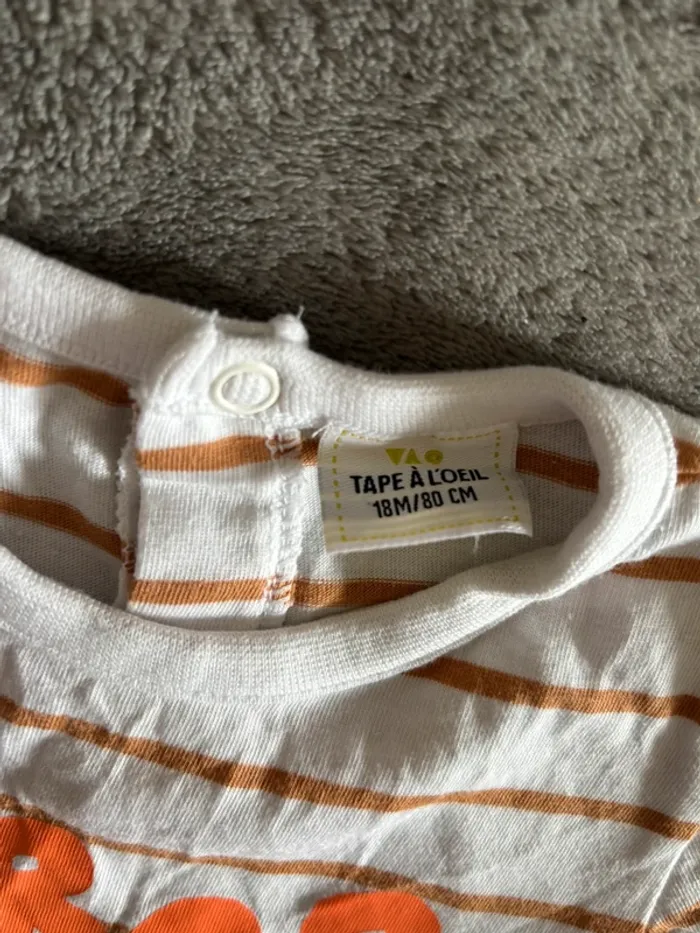 TAPE À L'OEIL
18M/80 CM